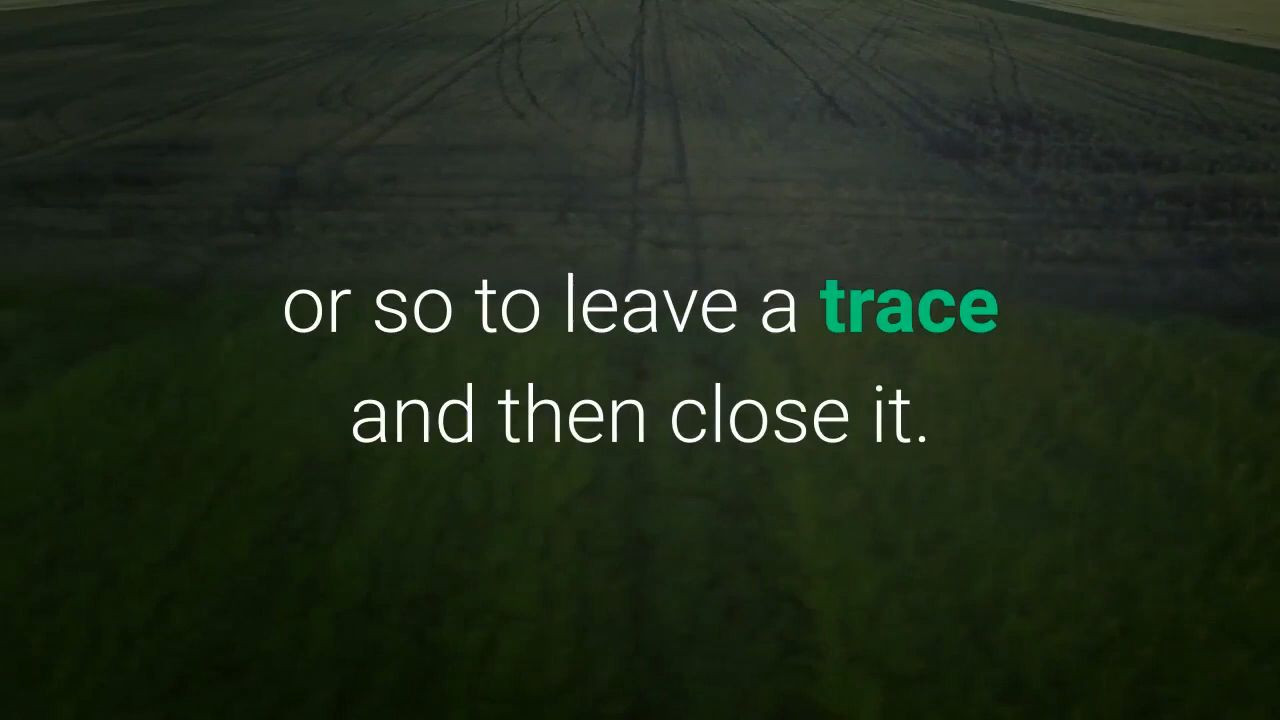 or so to leave a trace
and then close it.